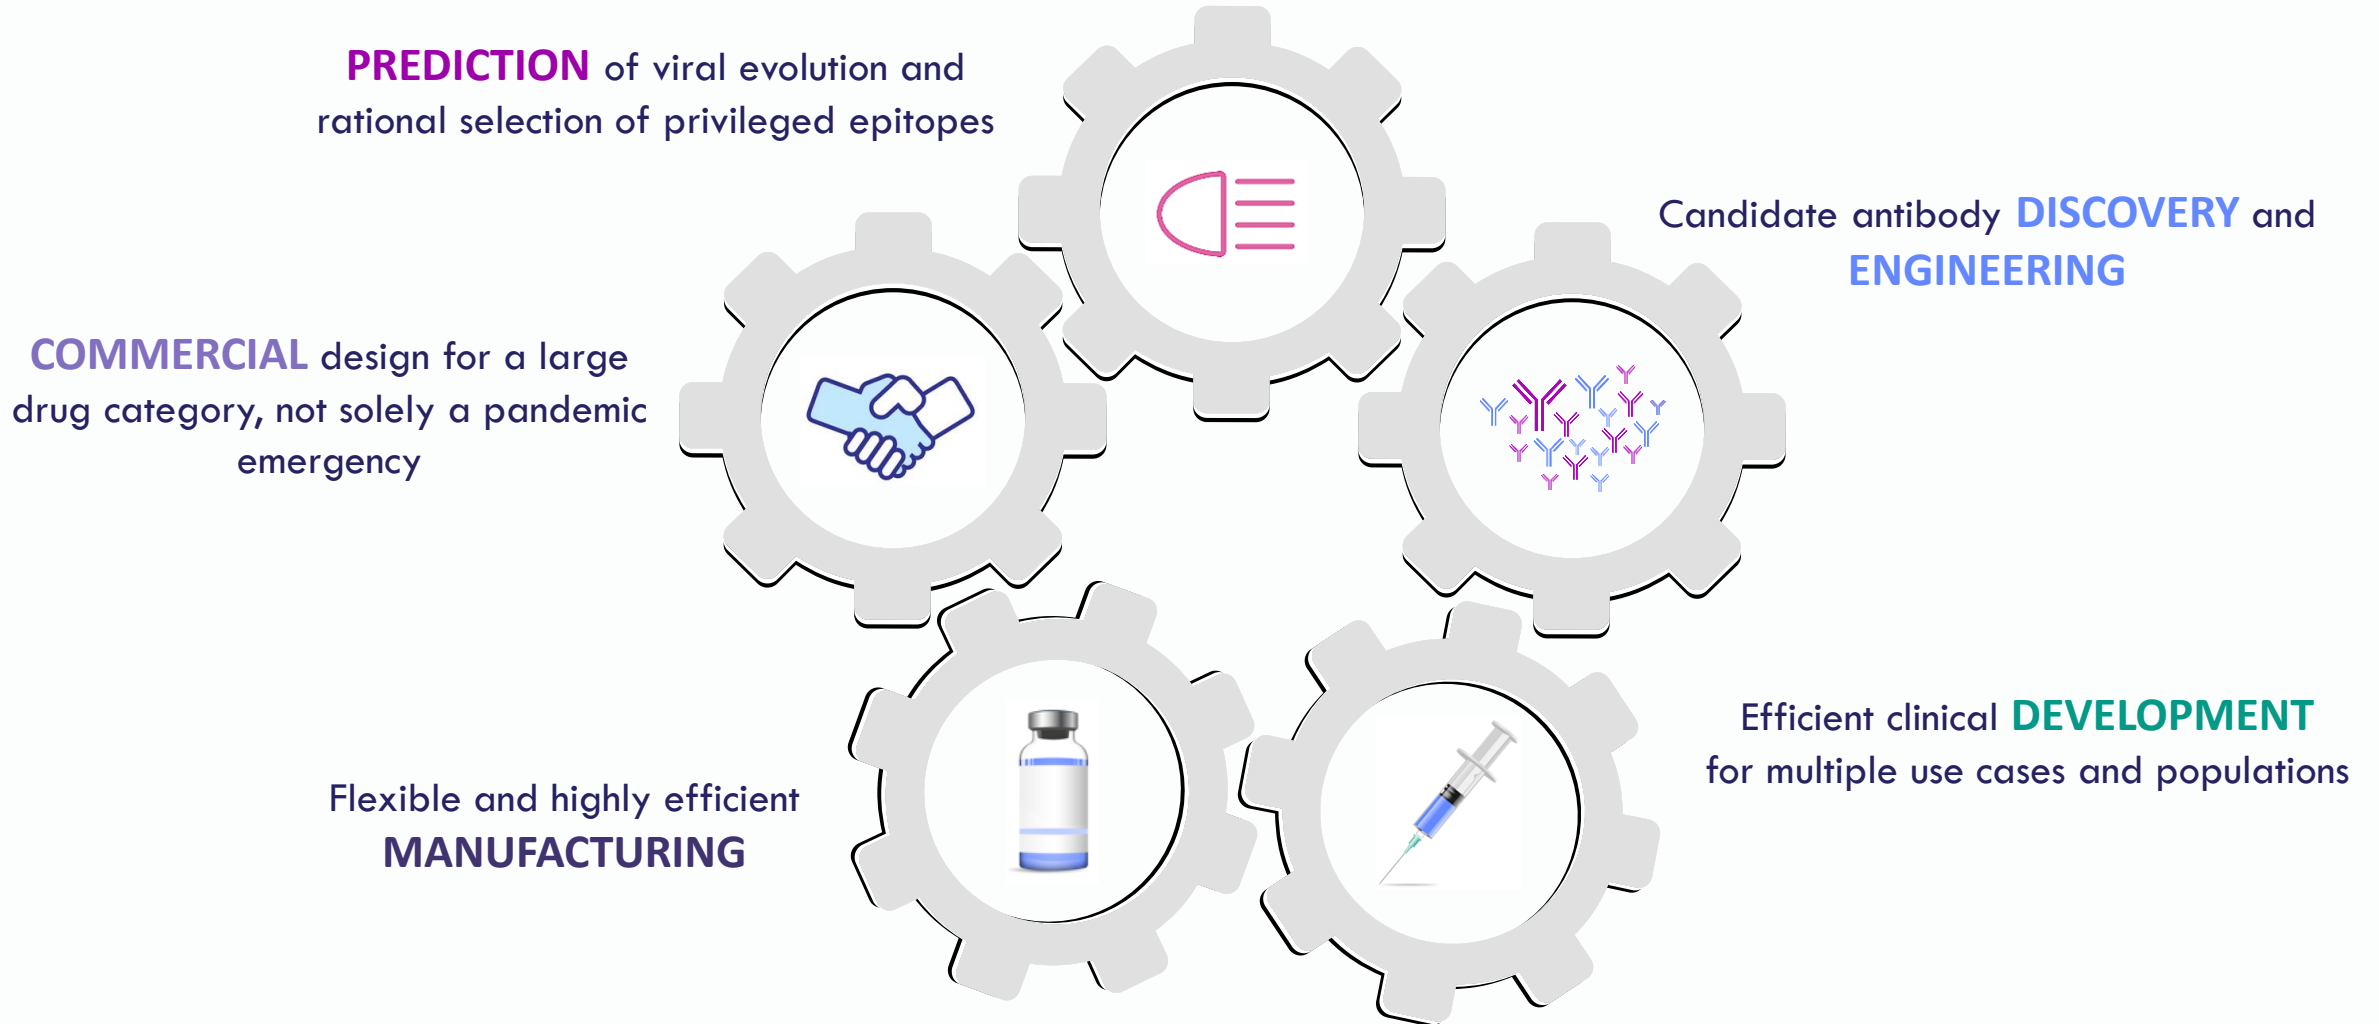 PREDICTION of viral evolution and
rational selection of privileged epitopes
Candidate antibody DISCOVERY and
ENGINEERING
COMMERCIAL design for a large
drug category, not solely a pandemic
emergency
Efficient clinical DEVELOPMENT
for multiple use cases and populations
Flexible and highly efficient
MANUFACTURING